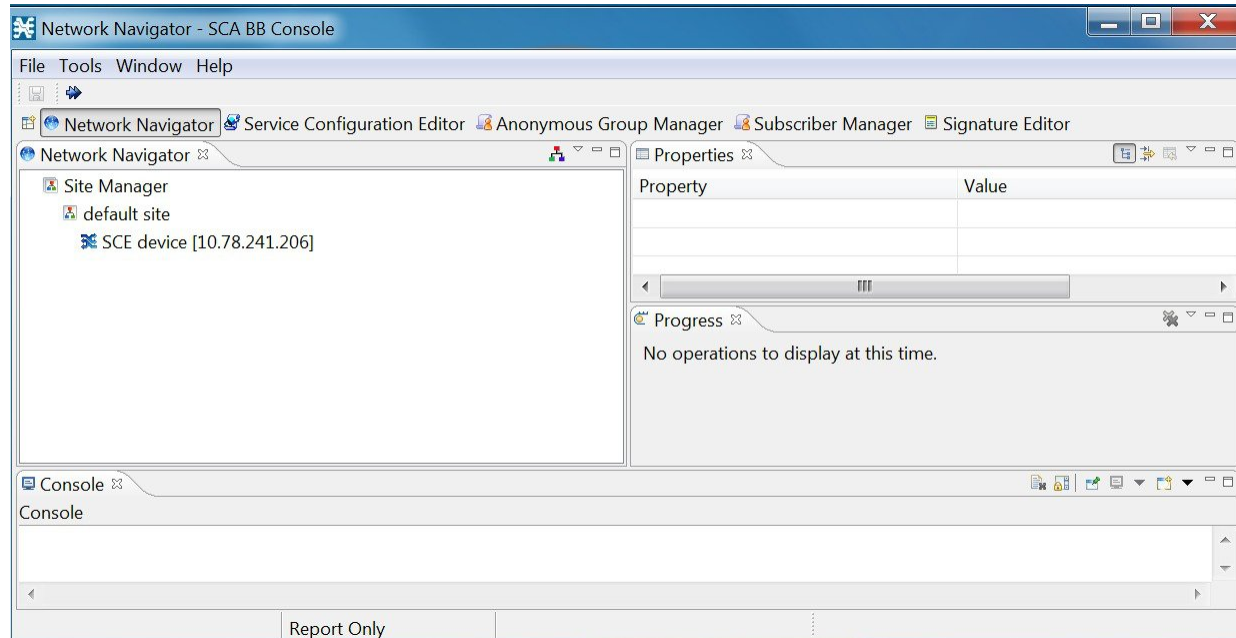 Network Navigator - SCA BB Console
File Tools Window Help
Network Navigator Service Configuration Editor Anonymous Group Manager Subscriber Manager Signature Editor
Network Navigator
Site Manager
default site
SCE device [10.78.241.206]
Properties
Property Value
Progress
No operations to display at this time.
Console
Console
Report Only